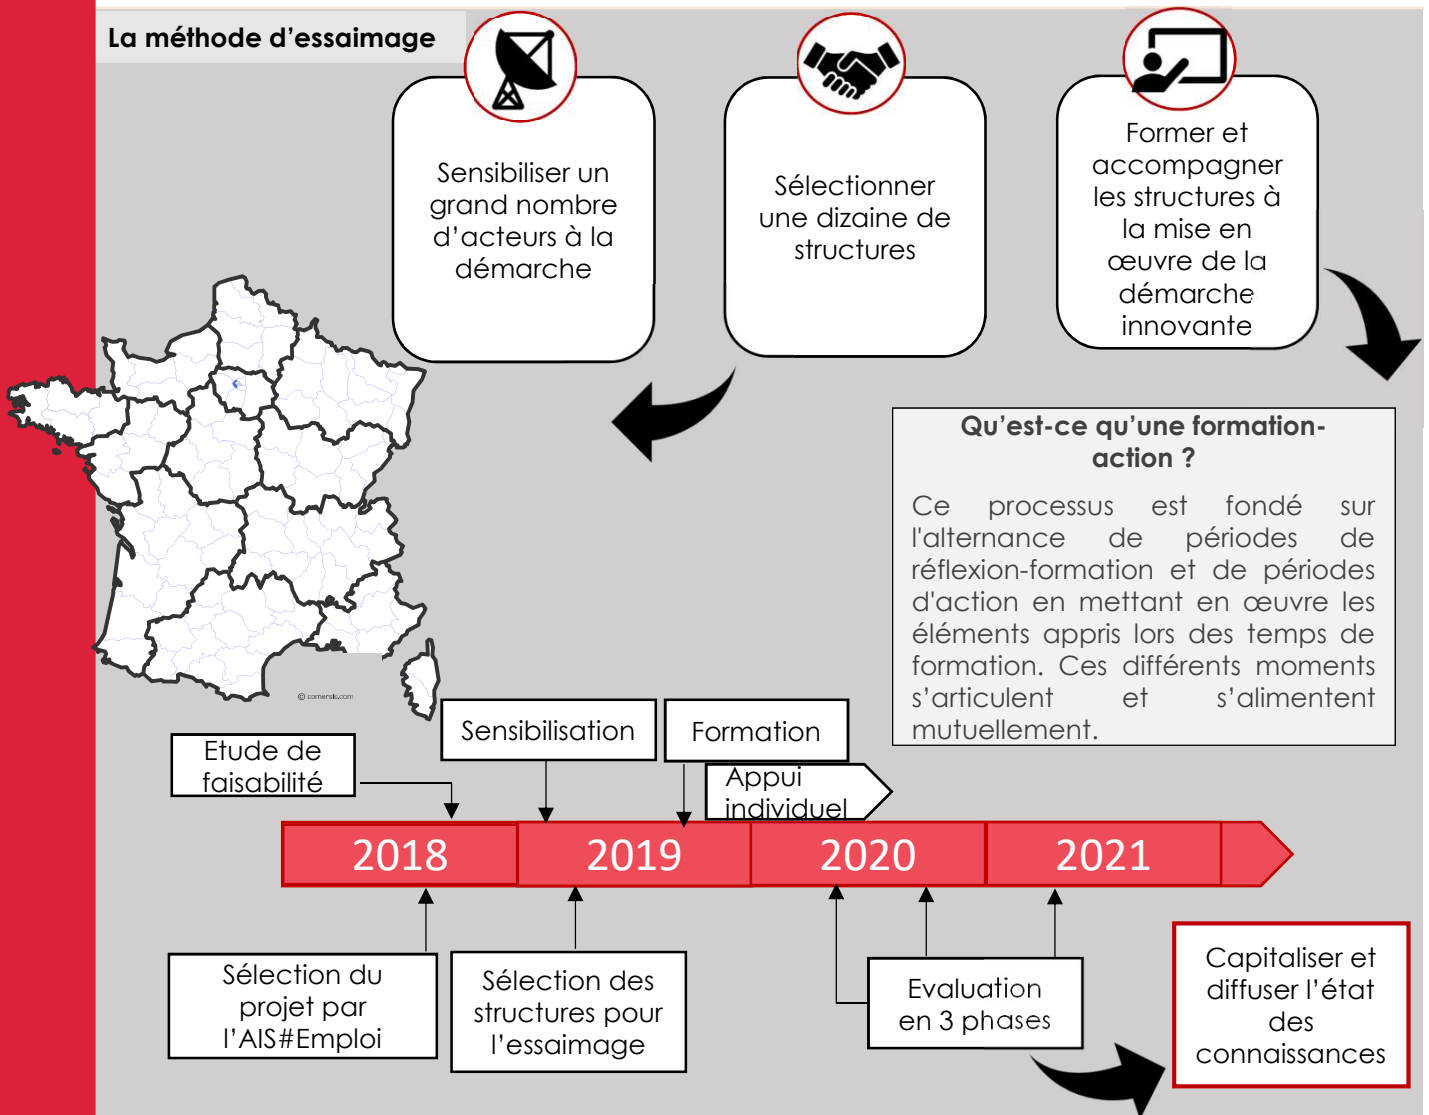 La méthode d'essaimage
Sensibiliser un
grand nombre
d'acteurs à la
démarche
Sélectionner
une dizaine de
structures
Former et
accompagner
les structures à
la mise en
œuvre de la
démarche
innovante
Qu'est-ce qu'une formation-
action ?
Ce processus est fondé sur
l'alternance de périodes de
réflexion-formation et de périodes
d'action en mettant en œuvre les
éléments appris lors des temps de
formation. Ces différents moments
s'articulent et s'alimentent
mutuellement.
© comersis.com
Etude de
faisabilité
Sensibilisation
Formation
Appui
individuel
2018
2019
2020
2021
Sélection du
projet par
l'AIS#Emploi
Sélection des
structures pour
l'essaimage
Evaluation
en 3 phases
Capitaliser et
diffuser l'état
des
connaissances